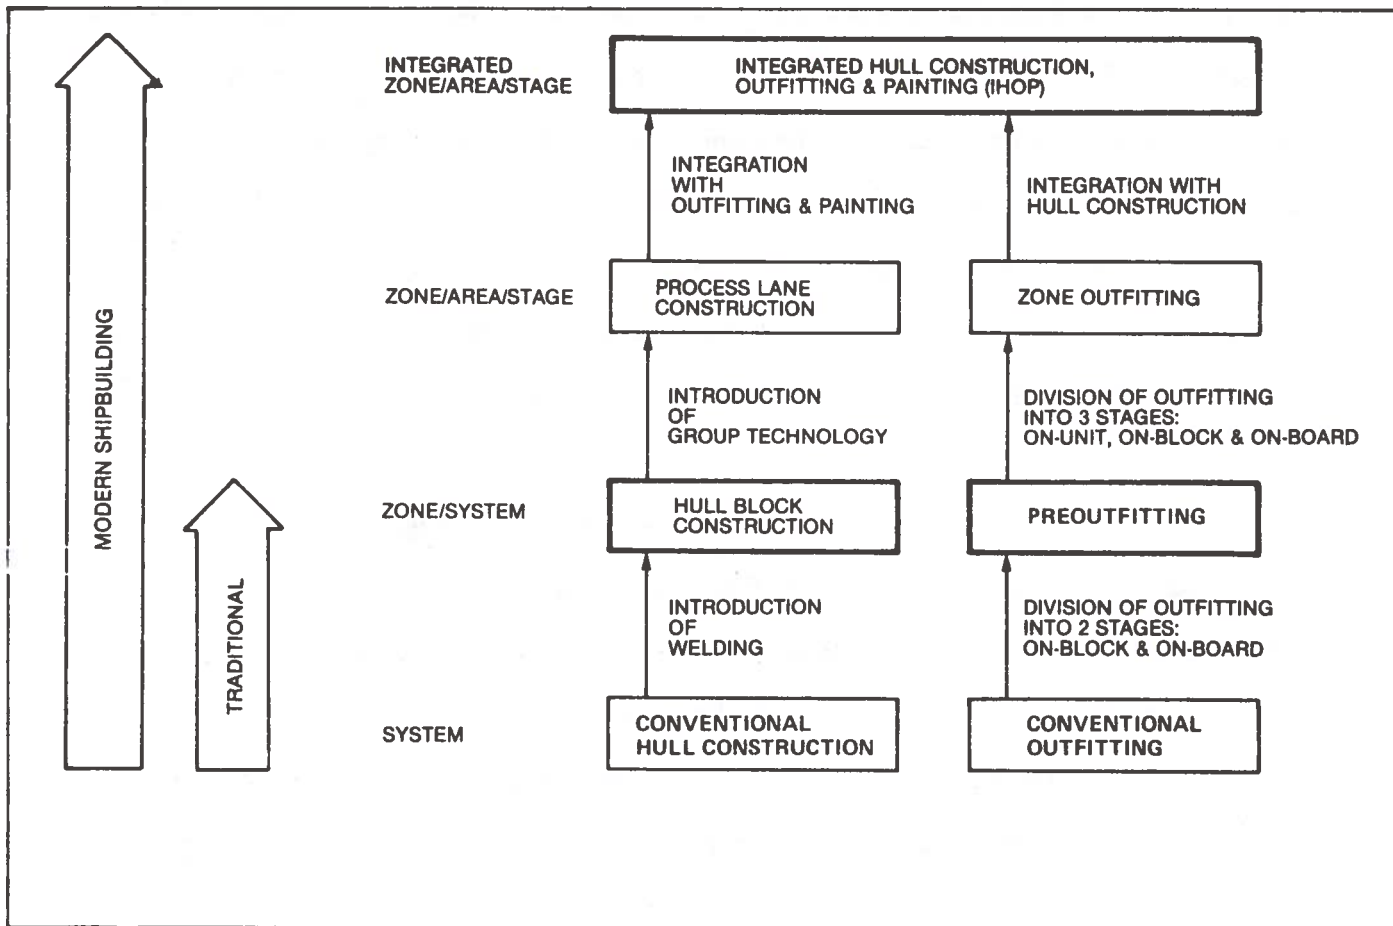 INTEGRATED
ZONE/AREA/STAGE
INTEGRATED HULL CONSTRUCTION,
OUTFITTING & PAINTING (IHOP)
INTEGRATION
WITH
OUTFITTING & PAINTING
INTEGRATION WITH
HULL CONSTRUCTION
ZONE/AREA/STAGE
PROCESS LANE
CONSTRUCTION
ZONE OUTFITTING
INTRODUCTION
OF
GROUP TECHNOLOGY
DIVISION OF OUTFITTING
INTO 3 STAGES:
ON-UNIT, ON-BLOCK & ON-BOARD
ZONE/SYSTEM
HULL BLOCK
CONSTRUCTION
PREOUTFITTING
INTRODUCTION
OF
WELDING
DIVISION OF OUTFITTING
INTO 2 STAGES:
ON-BLOCK & ON-BOARD
SYSTEM
CONVENTIONAL
HULL CONSTRUCTION
CONVENTIONAL
OUTFITTING
MODERN SHIPBUILDING
TRADITIONAL